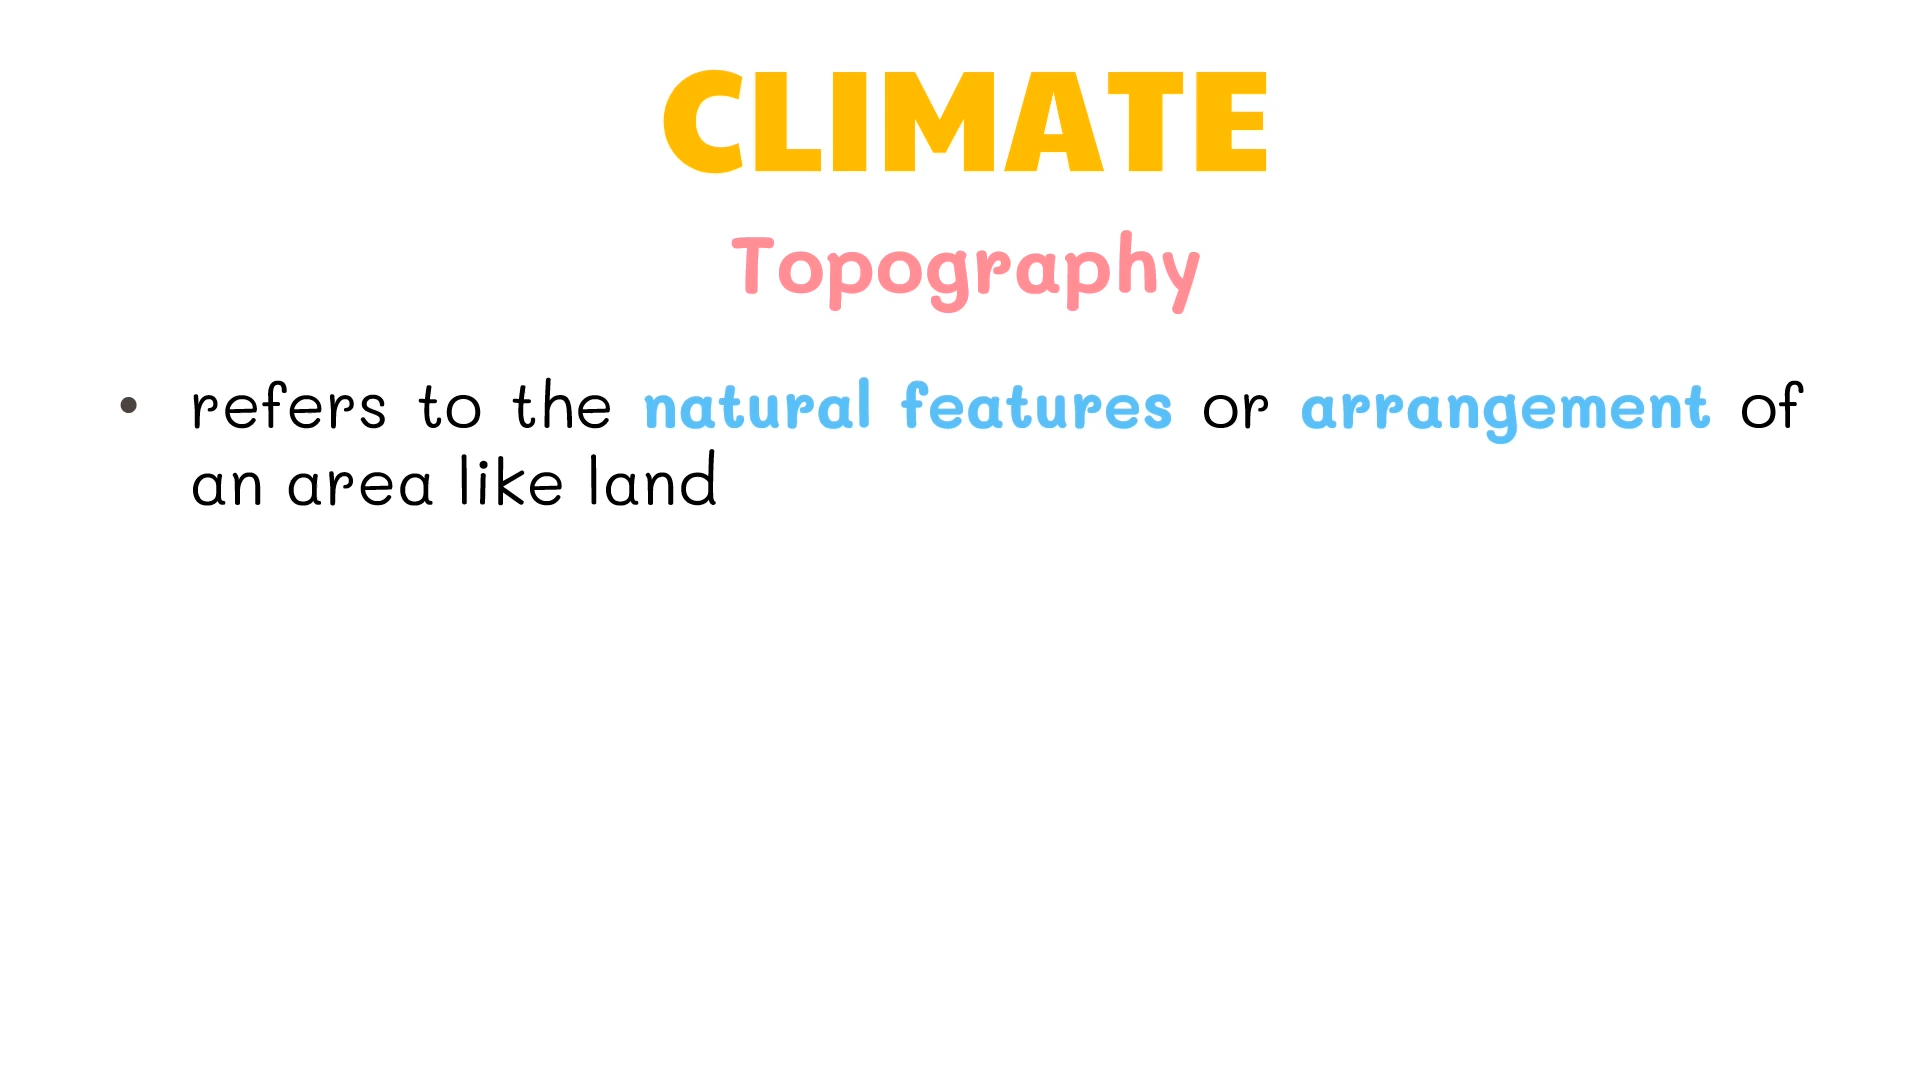 CLIMATE
Topography
• refers to the natural features or arrangement of
an area like land